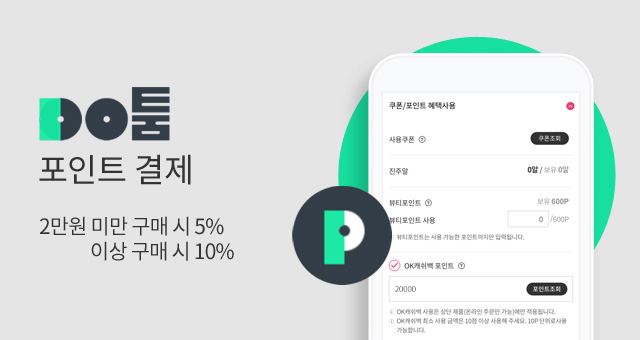 DO틀
포인트 결제
2만원 미만 구매 시 5%
이상 구매 시 10%
쿠폰/포인트 혜택사용
사용쿠폰 ?
쿠폰조회
진주알
0알 / 보유 0알
뷰티포인트 ?
보유 600P
뷰티포인트 사용
0 /600P
뷰티포인트는 사용 가능한 포인트까지만 입력됩니다.
OK캐쉬백 포인트 ?
20000
포인트조회
OK캐쉬백 사용은 상단 제품(온라인 주문만 가능)에만 적용됩니다.
OK캐쉬백 최소 사용 금액은 10점 이상 사용해 주세요. 10P 단위로사용
가능합니다.
P